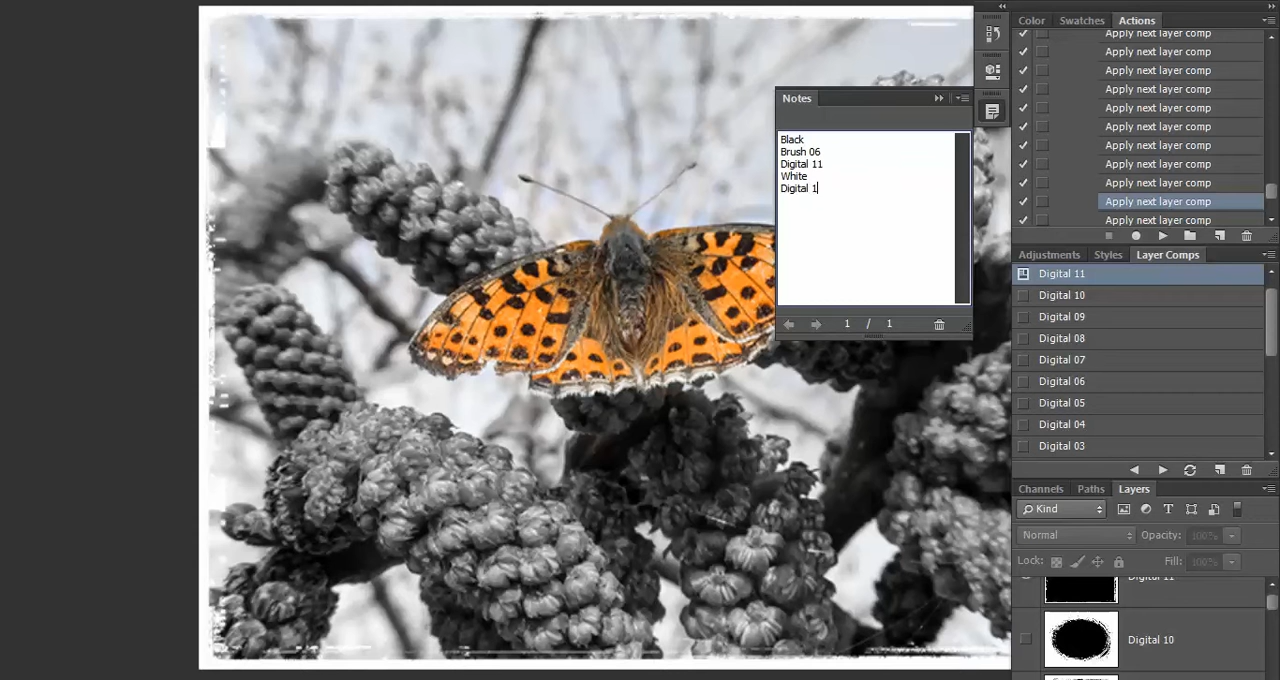 Color Swatches Actions
Apply next layer comp
Apply next layer comp
Apply next layer comp
Apply next layer comp
Apply next layer comp
Apply next layer comp
Apply next layer comp
Apply next layer comp
Apply next layer comp
Apply next layer comp
Apply next layer comp
Notes
Black
Brush 06
Digital 11
White
Digital 1
1 / 1
Adjustments Styles Layer Comps
Digital 11
Digital 10
Digital 09
Digital 08
Digital 07
Digital 06
Digital 05
Digital 04
Digital 03
Channels Paths Layers
Kind
Normal Opacity: 100%
Lock: Fill: 100%
Digital 11
Digital 10